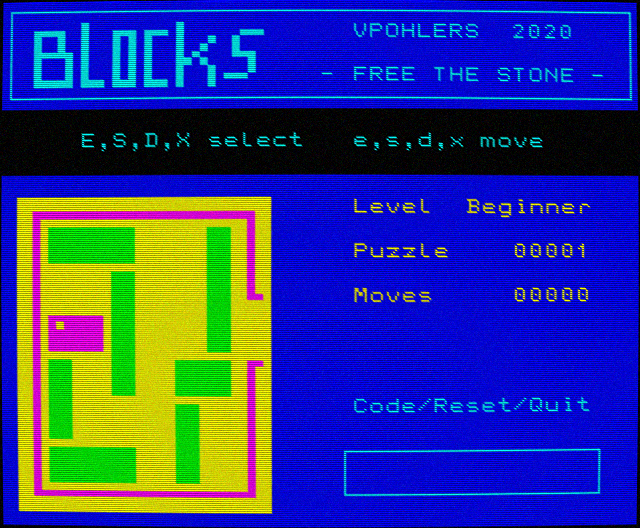 Blocks
VPOHLERS 2020
- FREE THE STONE -
E,S,D,X select e,s,d,x move
Level Beginner
Puzzle 00001
Moves 00000
Code/Reset/Quit